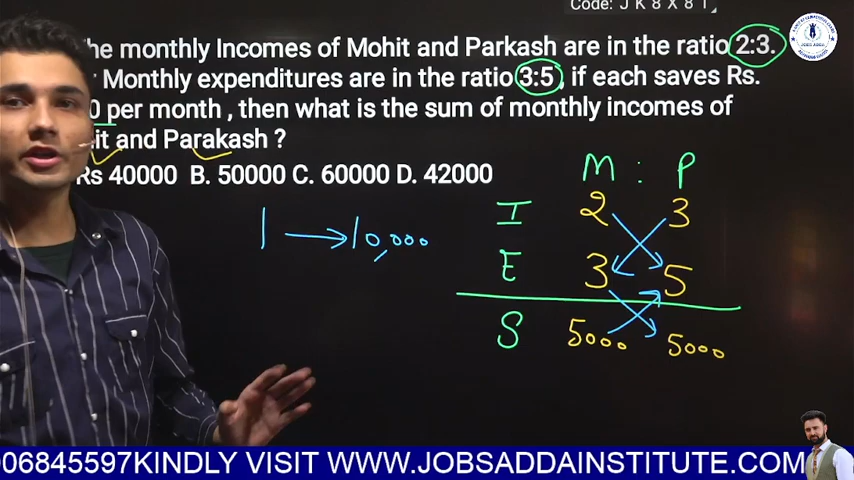 Code: J K 8 X 8 1
he monthly Incomes of Mohit and Parkash are in the ratio 2:3.
Monthly expenditures are in the ratio 3:5, if each saves Rs.
0 per month , then what is the sum of monthly incomes of
it and Parakash ?
Rs 40000 B. 50000 C. 60000 D. 42000
M : P
I 2 3
1 → 10,000
E 3 5
S 5000 5000
006845597KINDLY VISIT WWW.JOBSADDAINSTITUTE.COM